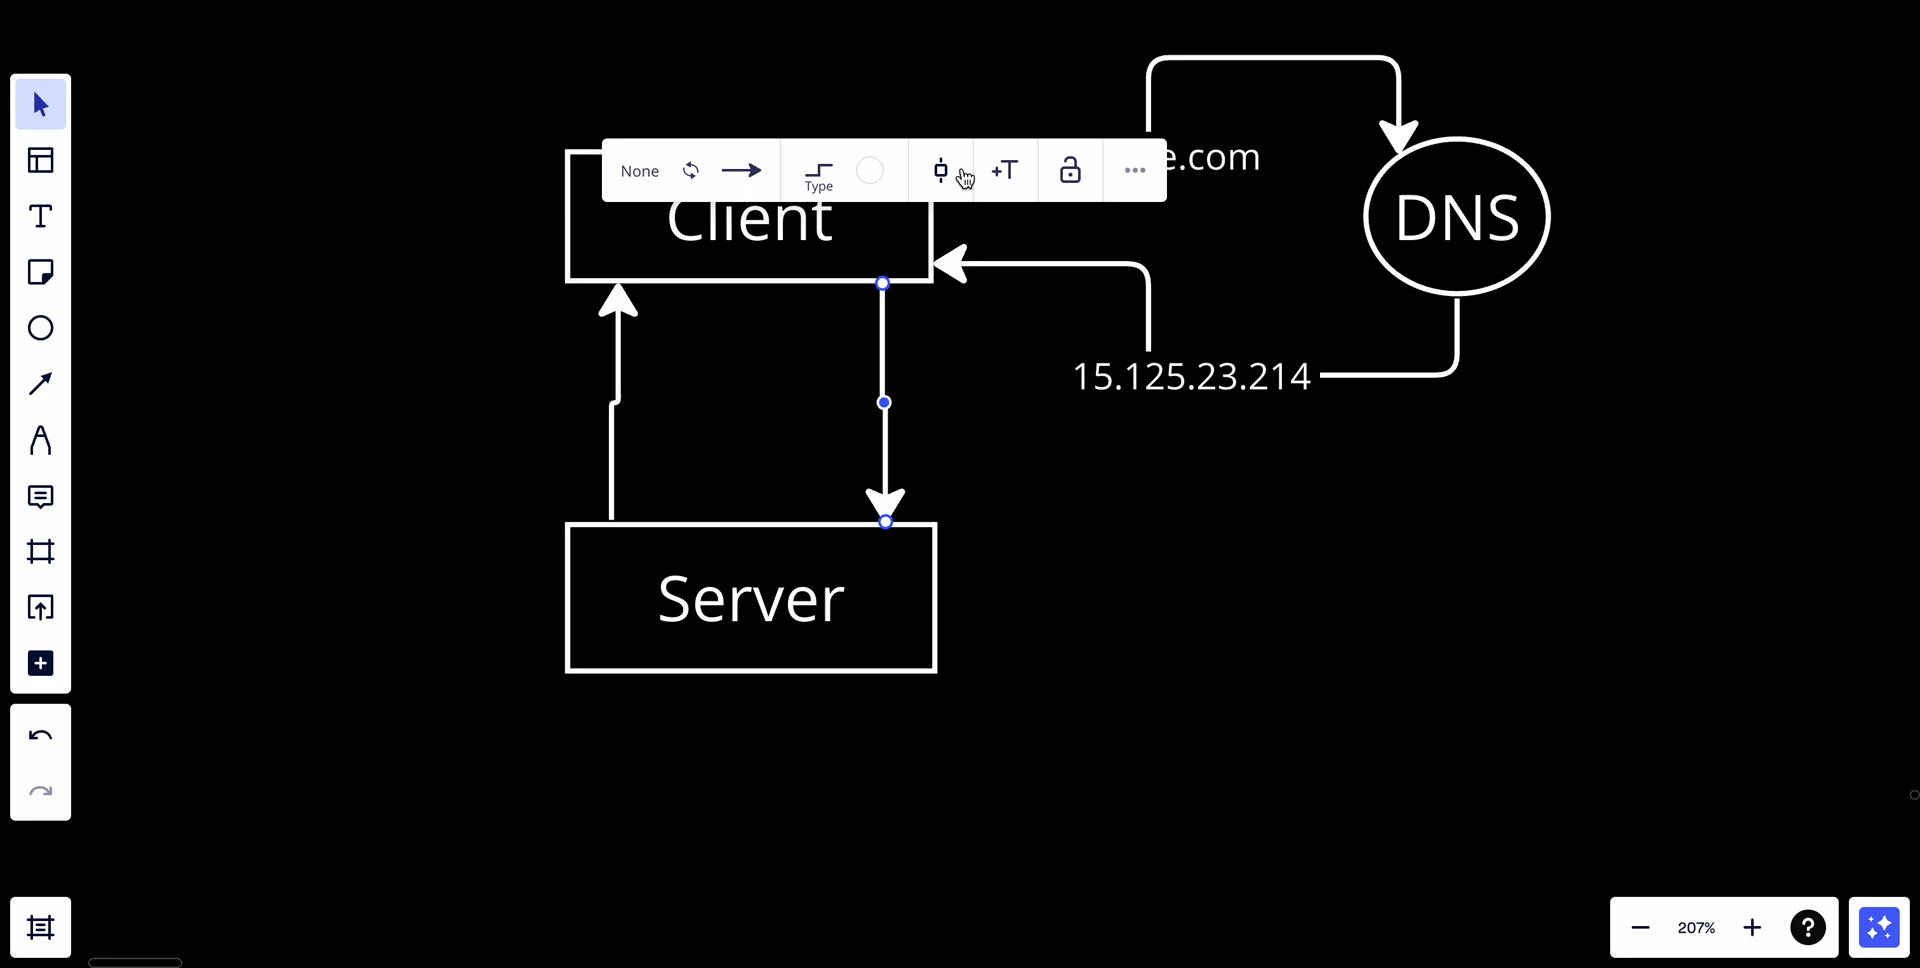 None
Type
e.com
Client
DNS
15.125.23.214
Server
207%